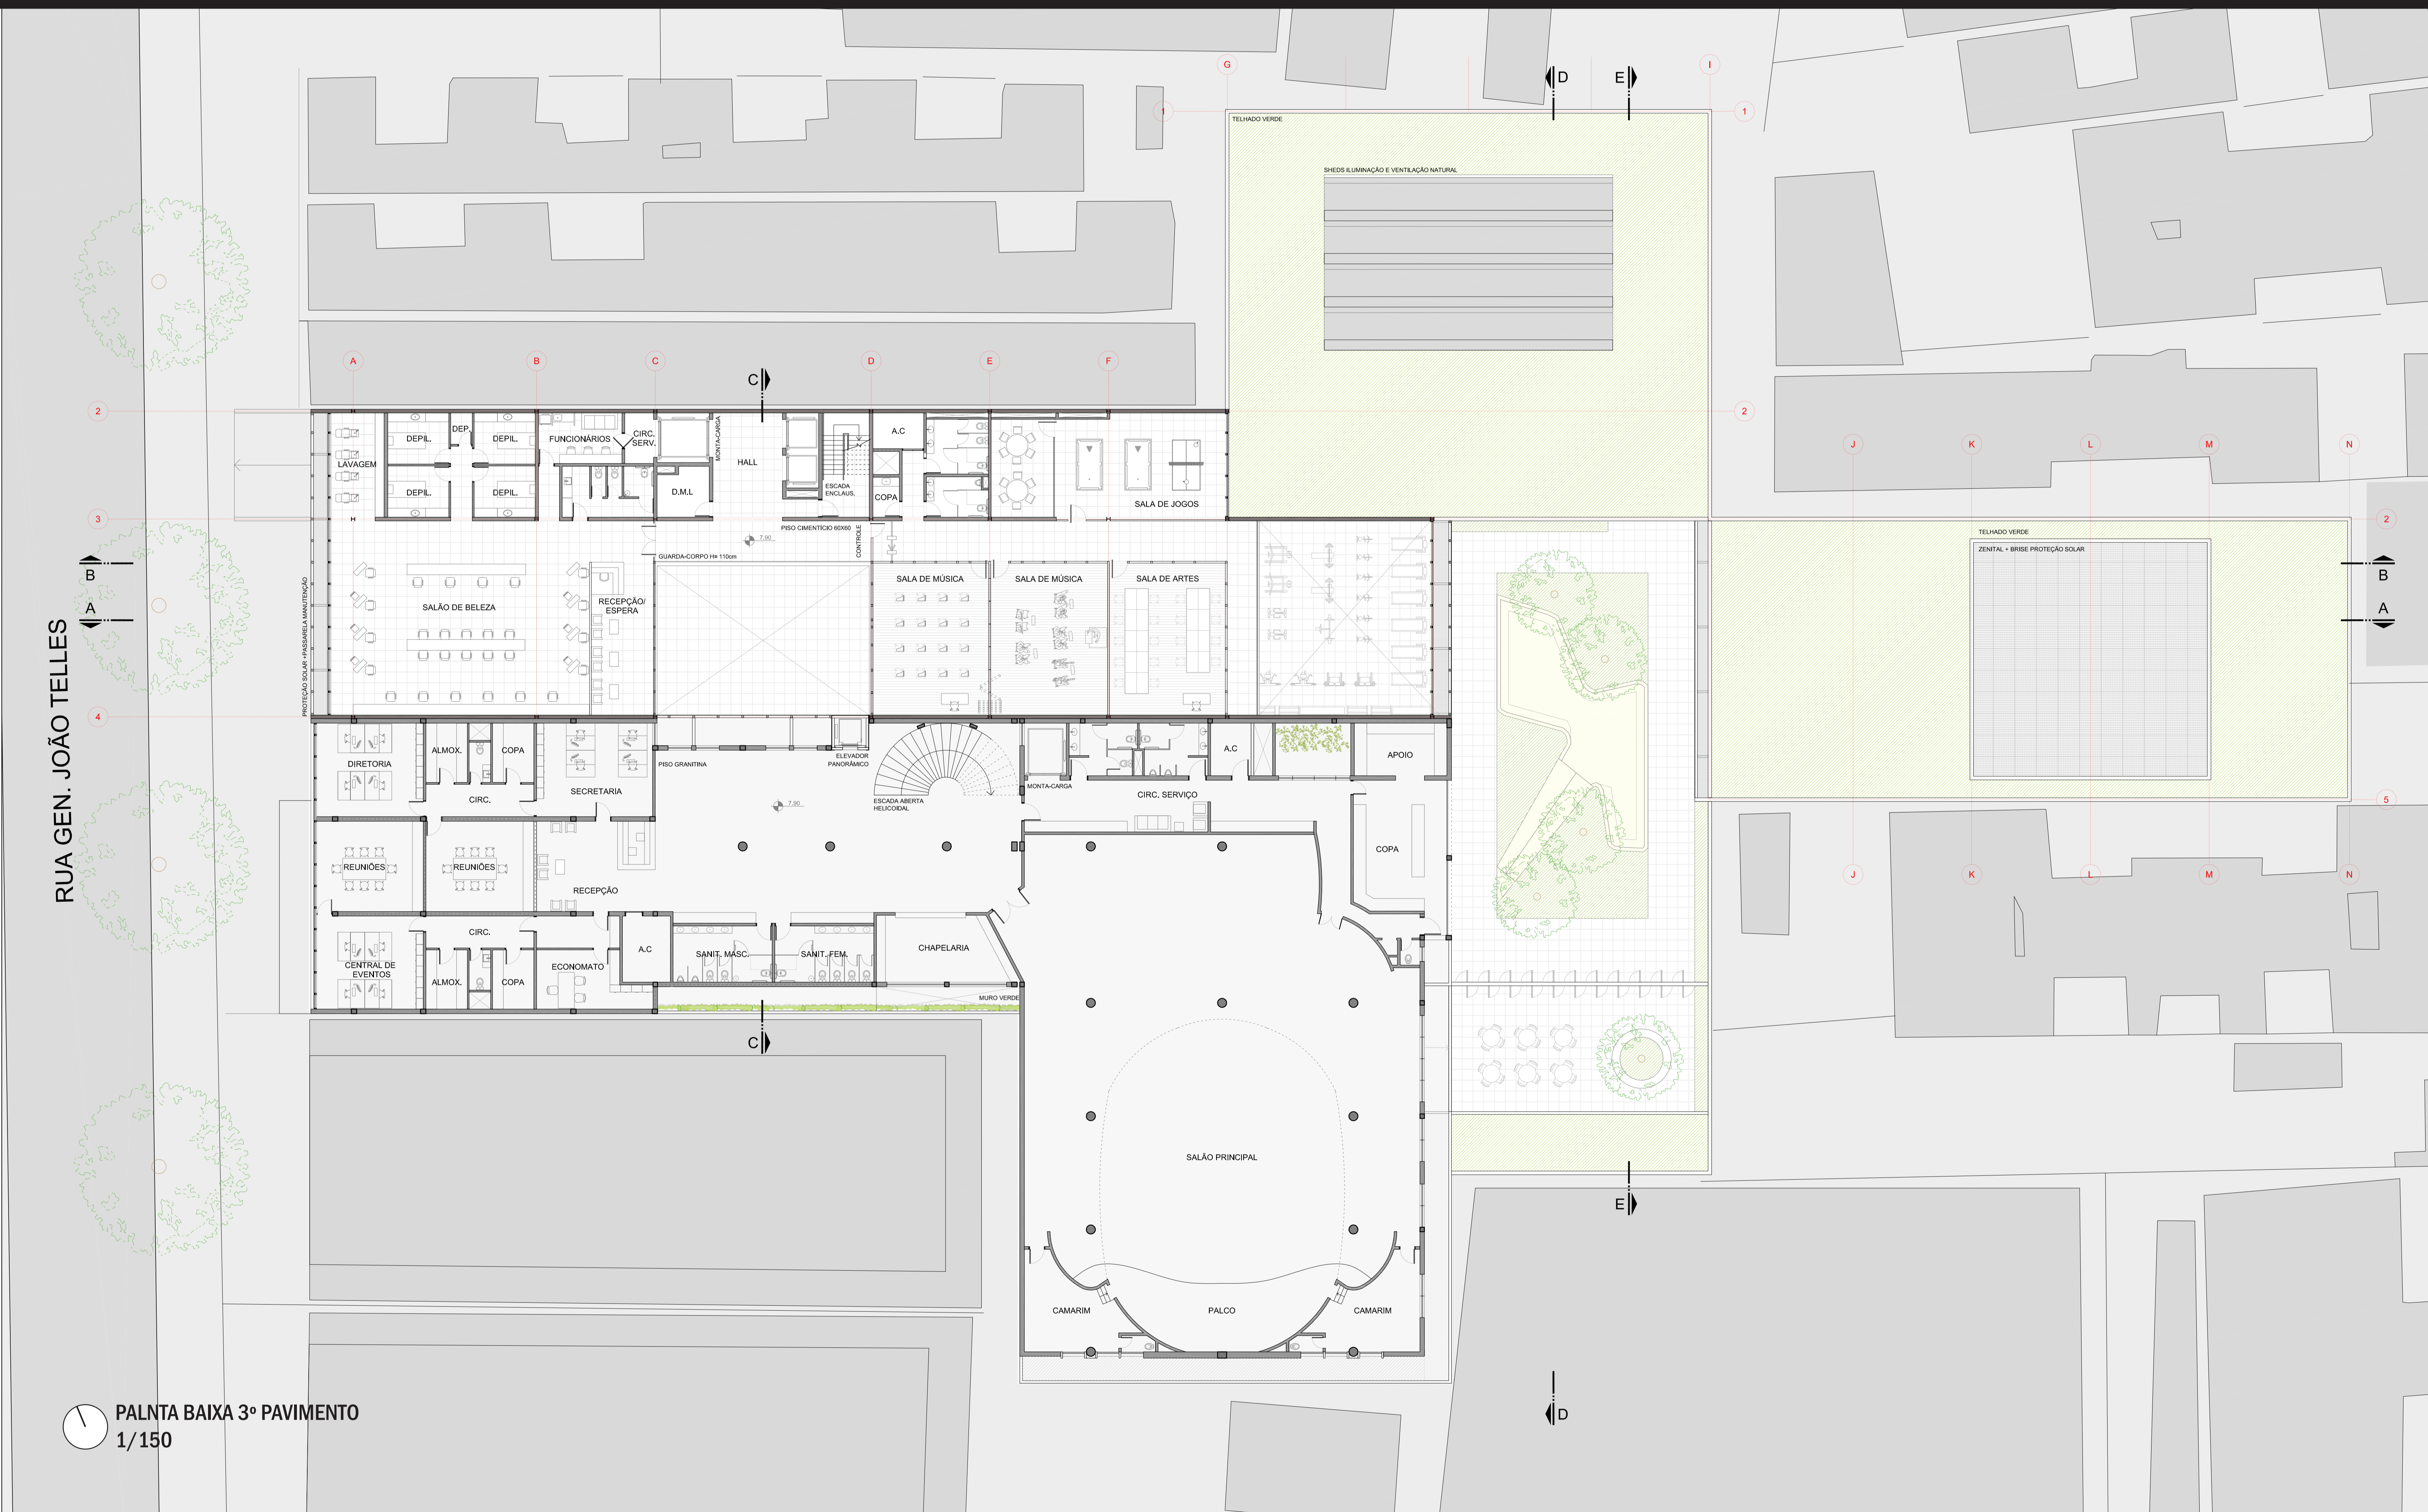 G
D
E
I
1
1
TELHADO VERDE
SHEDS ILUMINAÇÃO E VENTILAÇÃO NATURAL
A
B
C
D
E
F
C
2
2
J
K
L
M
N
DEPIL.
DEP.
DEPIL.
FUNCIONÁRIOS
CIRC.
SERV.
MONTA-CARGA
HALL
A.C
LAVAGEM
DEPIL.
DEPIL.
D.M.L
ESCADA
ENCLAUS.
COPA
SALA DE JOGOS
3
2
PISO CIMENTÍCIO 60X60
CONTROLE
7,90
GUARDA-CORPO H= 110cm
TELHADO VERDE
ZENITAL + BRISE PROTEÇÃO SOLAR
B
B
A
A
PROTEÇÃO SOLAR +PASSARELA MANUTENÇÃO
SALÃO DE BELEZA
RECEPÇÃO/
ESPERA
SALA DE MÚSICA
SALA DE MÚSICA
SALA DE ARTES
4
RUA GEN. JOÃO TELLES
DIRETORIA
ALMOX.
COPA
SECRETARIA
PISO GRANITINA
ELEVADOR
PANORÂMICO
A.C
APOIO
CIRC.
7,90
ESCADA ABERTA
HELICOIDAL
MONTA-CARGA
CIRC. SERVIÇO
5
REUNIÕES
REUNIÕES
RECEPÇÃO
COPA
J
K
L
M
N
CIRC.
A.C
SANIT. MASC.
SANIT. FEM.
CHAPELARIA
CENTRAL DE
EVENTOS
ALMOX.
COPA
ECONOMATO
MURO VERDE
C
SALÃO PRINCIPAL
E
CAMARIM
PALCO
CAMARIM
D
PALNTA BAIXA 3º PAVIMENTO
1/150